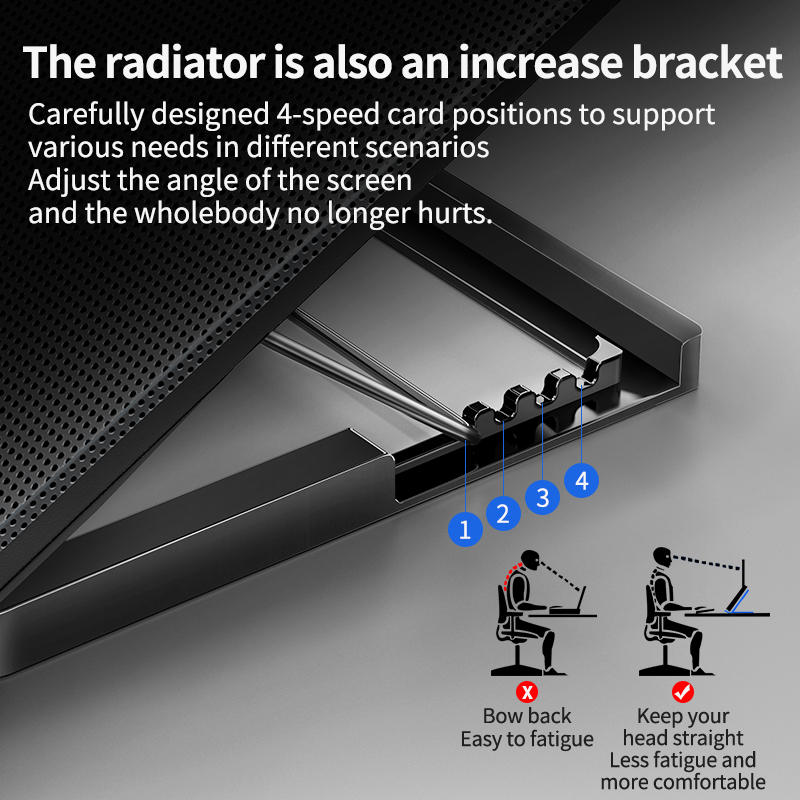 The radiator is also an increase bracket
Carefully designed 4-speed card positions to support
various needs in different scenarios
Adjust the angle of the screen
and the wholebody no longer hurts.
1
2
3
4
X
Bow back
Easy to fatigue
Keep your
head straight
Less fatigue and
more comfortable